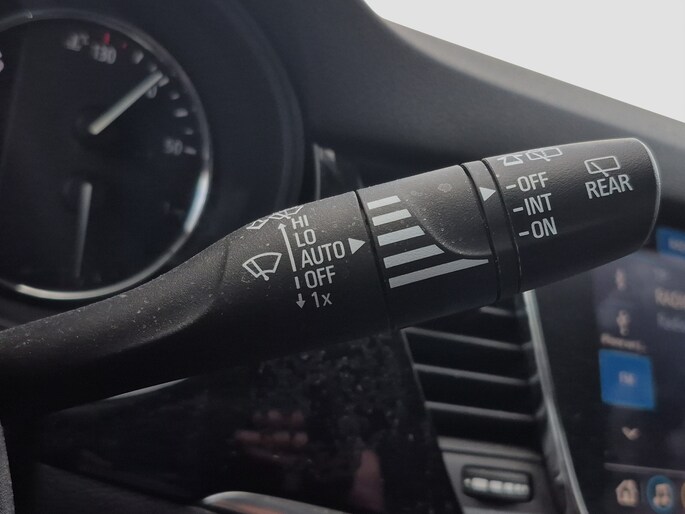 130
50
HI
LO
AUTO
OFF
1x
OFF
INT
ON
REAR